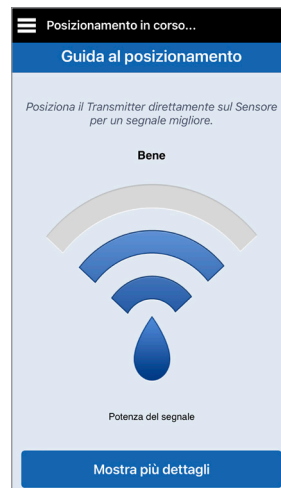 Posizionamento in corso...
Guida al posizionamento
Posiziona il Transmitter direttamente sul Sensore
per un segnale migliore.
Bene
Potenza del segnale
Mostra più dettagli